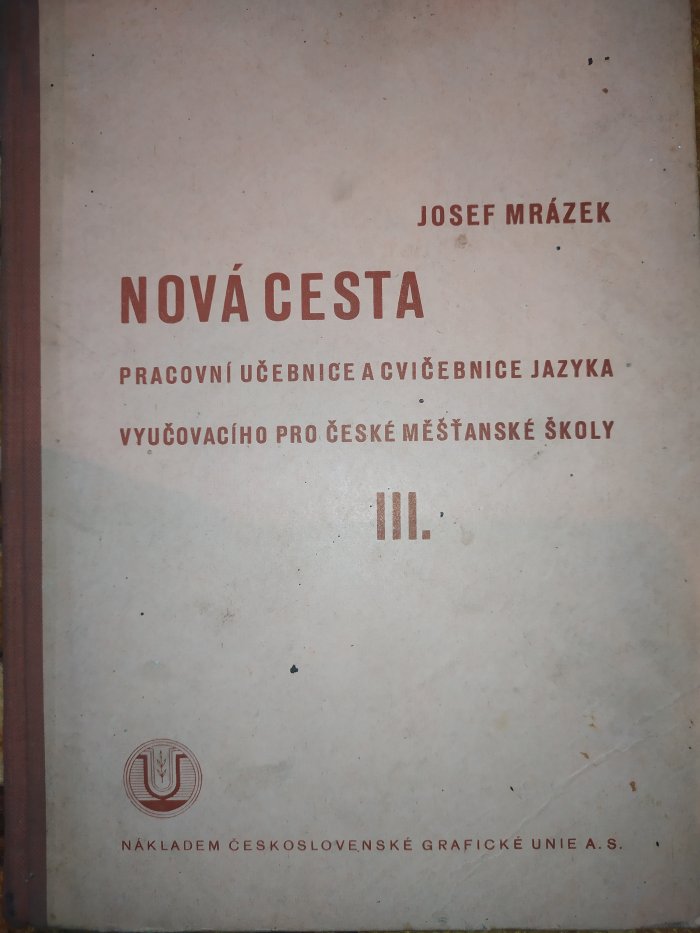 JOSEF MRÁZEK
NOVÁ CESTA
PRACOVNÍ UČEBNICE A CVIČEBNICE JAZYKA
VYUČOVACÍHO PRO ČESKÉ MĚŠŤANSKÉ ŠKOLY
III.
U
NÁKLADEM ČESKOSLOVENSKÉ GRAFICKÉ UNIE A. S.